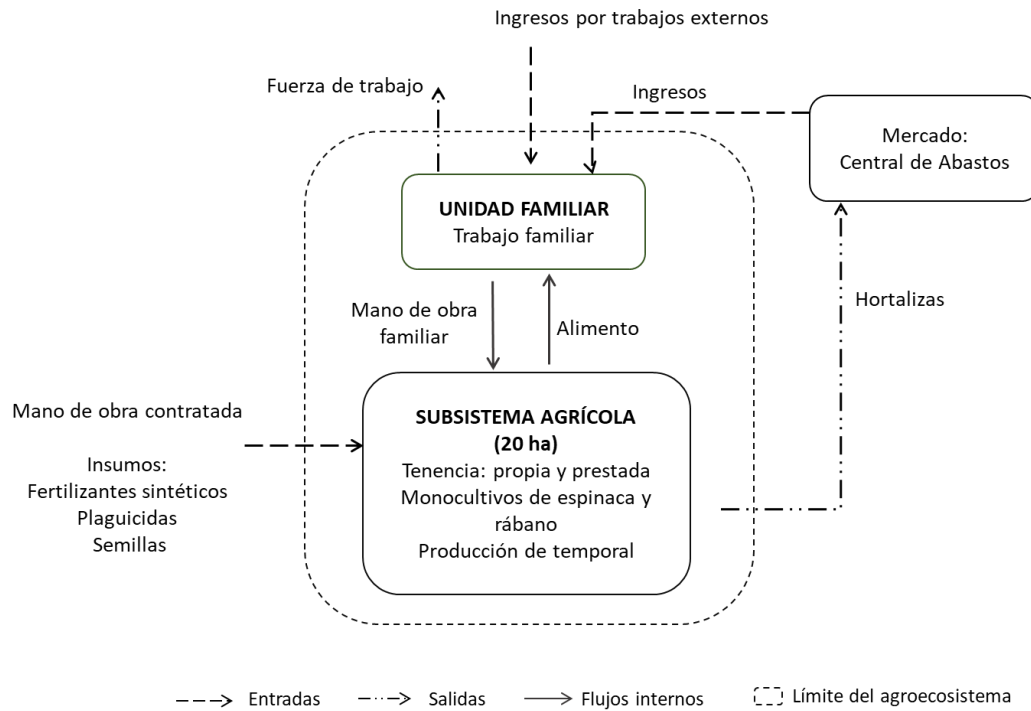 Ingresos por trabajos externos
Fuerza de trabajo
Ingresos
Mercado:
Central de Abastos
UNIDAD FAMILIAR
Trabajo familiar
Mano de obra
familiar
Alimento
Hortalizas
Mano de obra contratada
Insumos:
Fertilizantes sintéticos
Plaguicidas
Semillas
SUBSISTEMA AGRÍCOLA
(20 ha)
Tenencia: propia y prestada
Monocultivos de espinaca y
rábano
Producción de temporal
Entradas
Salidas
Flujos internos
Límite del agroecosistema